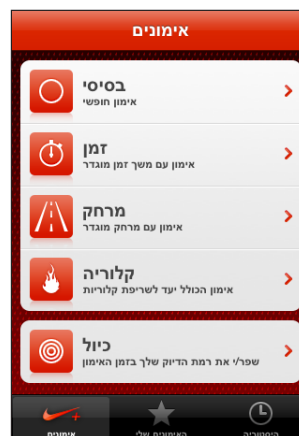 אימונים
בסיסי
אימון חופשי
זמן
אימון עם משך זמן מוגדר
מרחק
אימון עם מרחק מוגדר
קלוריה
אימון הכולל יעד לשריפת קלוריות
כיול
שפר/י את רמת הדיוק שלך בזמן האימון
אימונים
האימונים שלי
היסטוריה